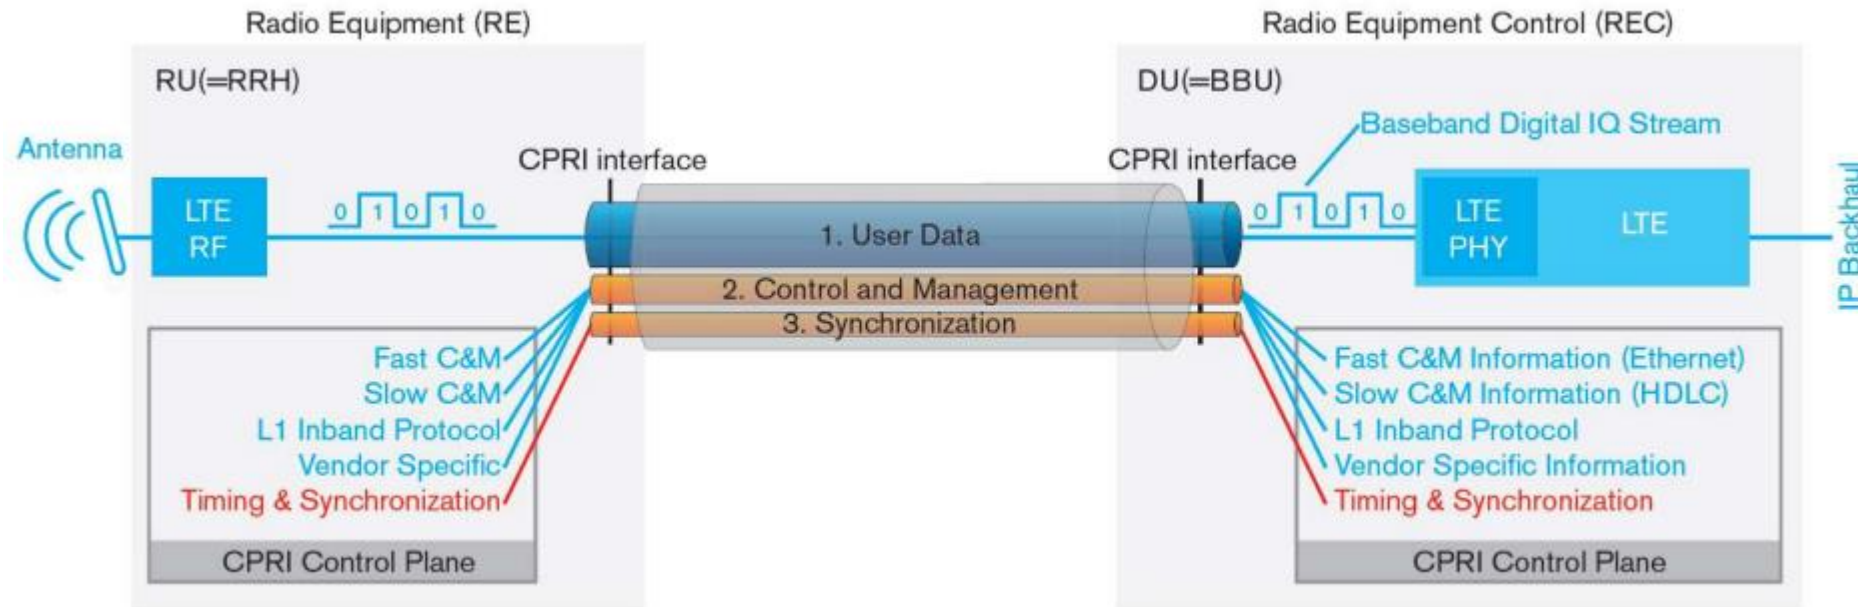 Radio Equipment (RE)
Radio Equipment Control (REC)
RU(=RRH)
DU(=BBU)
Baseband Digital IQ Stream
Antenna
CPRI interface
CPRI interface
LTE
RF
0 1 0 1 0
1. User Data
0 1 0 1 0
LTE
PHY
LTE
IP Backhaul
2. Control and Management
3. Synchronization
Fast C&M
Slow C&M
L1 Inband Protocol
Vendor Specific
Timing & Synchronization
CPRI Control Plane
Fast C&M Information (Ethernet)
Slow C&M Information (HDLC)
L1 Inband Protocol
Vendor Specific Information
Timing & Synchronization
CPRI Control Plane